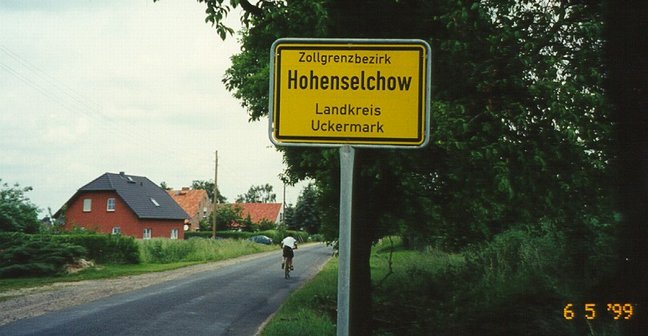 Zollgrenzbezirk
Hohenselchow
Landkreis
Uckermark
6 5 '99